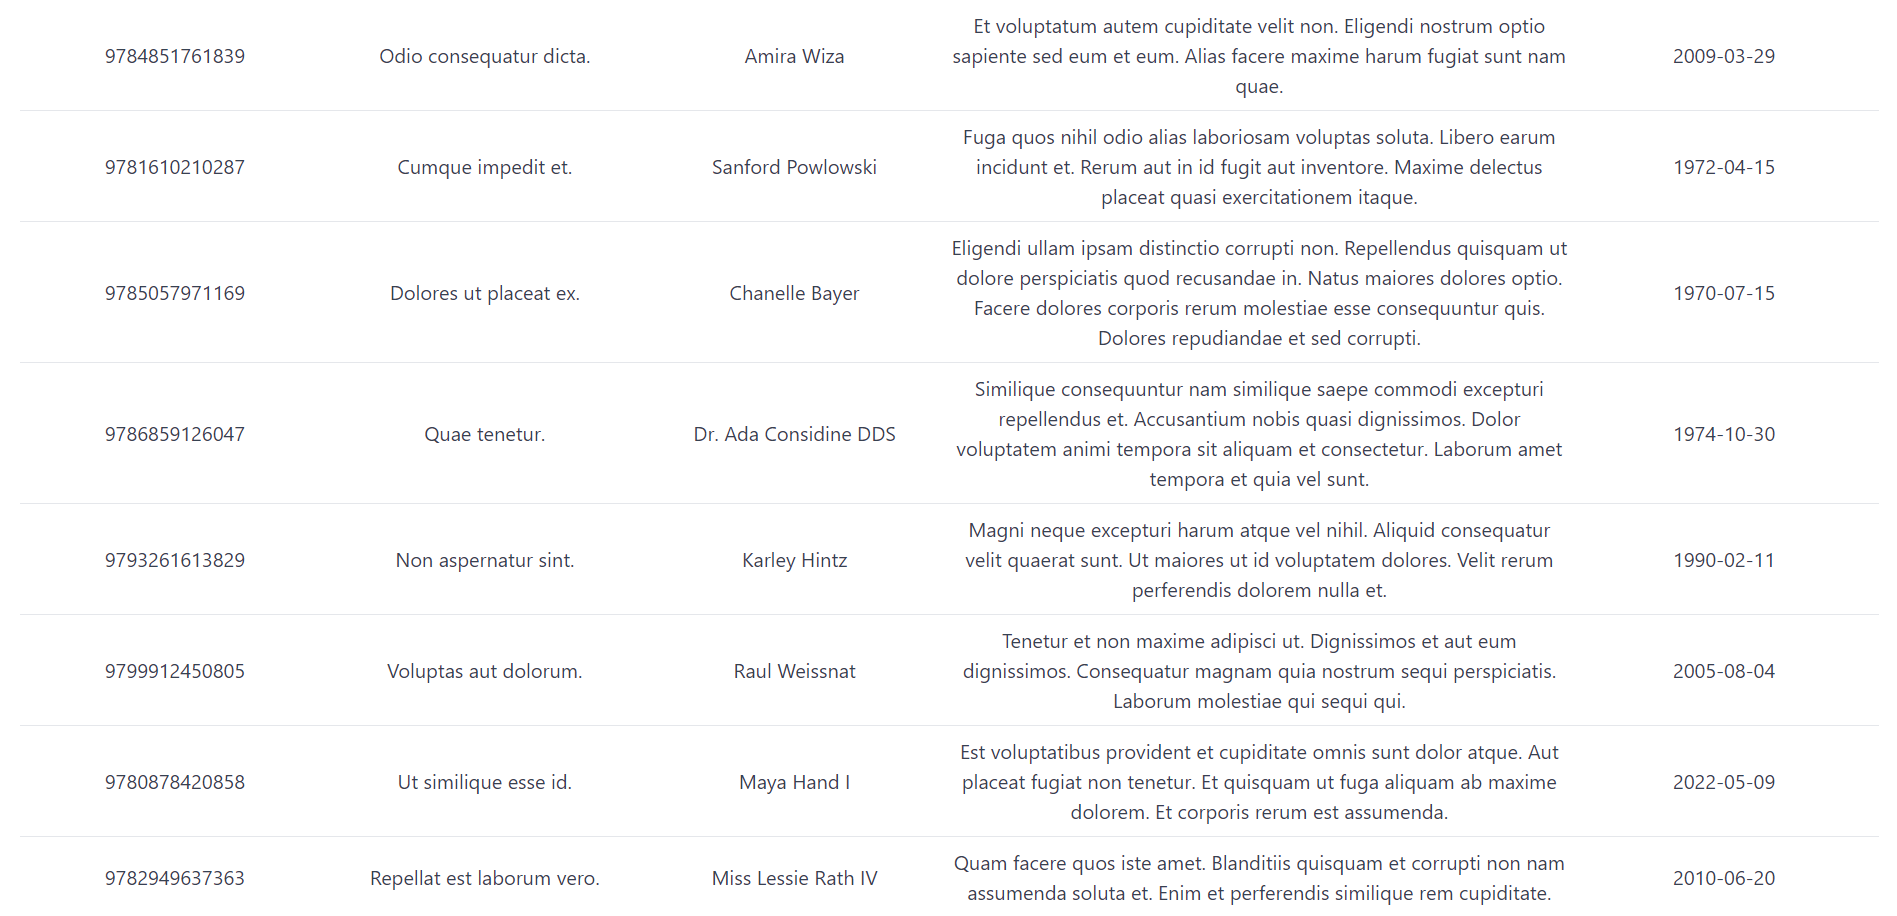 Et voluptatum autem cupiditate velit non. Eligendi nostrum optio
9784851761839 Odio consequatur dicta. Amira Wiza sapiente sed eum et eum. Alias facere maxime harum fugiat sunt nam 2009-03-29
quae.
Fuga quos nihil odio alias laboriosam voluptas soluta. Libero earum
9781610210287 Cumque impedit et. Sanford Powlowski incidunt et. Rerum aut in id fugit aut inventore. Maxime delectus 1972-04-15
placeat quasi exercitationem itaque.
Eligendi ullam ipsam distinctio corrupti non. Repellendus quisquam ut
dolore perspiciatis quod recusandae in. Natus maiores dolores optio.
9785057971169 Dolores ut placeat ex. Chanelle Bayer 1970-07-15
Facere dolores corporis rerum molestiae esse consequuntur quis.
Dolores repudiandae et sed corrupti.
Similique consequuntur nam similique saepe commodi excepturi
repellendus et. Accusantium nobis quasi dignissimos. Dolor
9786859126047 Quae tenetur. Dr. Ada Considine DDS 1974-10-30
voluptatem animi tempora sit aliquam et consectetur. Laborum amet
tempora et quia vel sunt.
Magni neque excepturi harum atque vel nihil. Aliquid consequatur
9793261613829 Non aspernatur sint. Karley Hintz velit quaerat sunt. Ut maiores ut id voluptatem dolores. Velit rerum 1990-02-11
perferendis dolorem nulla et.
Tenetur et non maxime adipisci ut. Dignissimos et aut eum
9799912450805 Voluptas aut dolorum. Raul Weissnat dignissimos. Consequatur magnam quia nostrum sequi perspiciatis. 2005-08-04
Laborum molestiae qui sequi qui.
Est voluptatibus provident et cupiditate omnis sunt dolor atque. Aut
9780878420858 Ut similique esse id. Maya Hand I placeat fugiat non tenetur. Et quisquam ut fuga aliquam ab maxime 2022-05-09
dolorem. Et corporis rerum est assumenda.
Quam facere quos iste amet. Blanditiis quisquam et corrupti non nam
9782949637363 Repellat est laborum vero. Miss Lessie Rath IV 2010-06-20
assumenda soluta et. Enim et perferendis similique rem cupiditate.